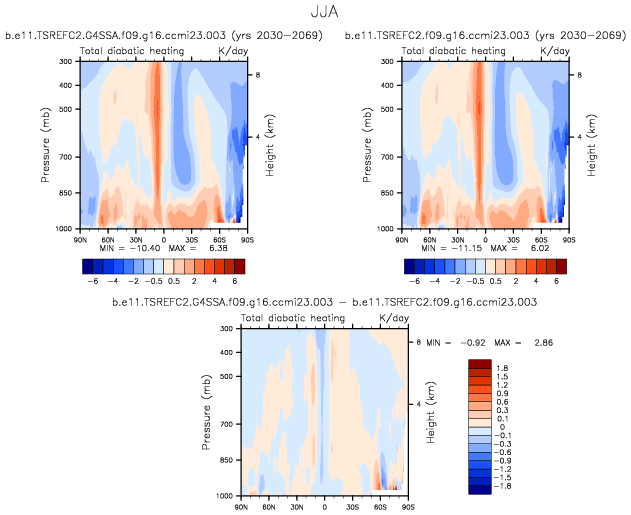 JJA
b.e11.TSREFC2.G4SSA.f09.g16.ccmi23.003 (yrs 2030-2069)
Total diabatic heating K/day
300
400
500
700
850
1000
Pressure (mb)
8
4
Height (km)
90N 60N 30N 0 30S 60S 90S
MIN = -10.40 MAX = 6.38
-6 -4 -2 -1 -0.5 0.5 1 2 4 6
b.e11.TSREFC2.f09.g16.ccmi23.003 (yrs 2030-2069)
Total diabatic heating K/day
300
400
500
700
850
1000
Pressure (mb)
8
4
Height (km)
90N 60N 30N 0 30S 60S 90S
MIN = -11.15 MAX = 6.02
-6 -4 -2 -1 -0.5 0.5 1 2 4 6
b.e11.TSREFC2.G4SSA.f09.g16.ccmi23.003 - b.e11.TSREFC2.f09.g16.ccmi23.003
Total diabatic heating K/day
300
400
500
700
850
1000
Pressure (mb)
8
4
Height (km)
90N 60N 30N 0 30S 60S 90S
MIN = -0.92 MAX = 2.86
1.8
1.5
1.2
0.9
0.6
0.3
0.1
0
-0.1
-0.3
-0.6
-0.9
-1.2
-1.5
-1.8